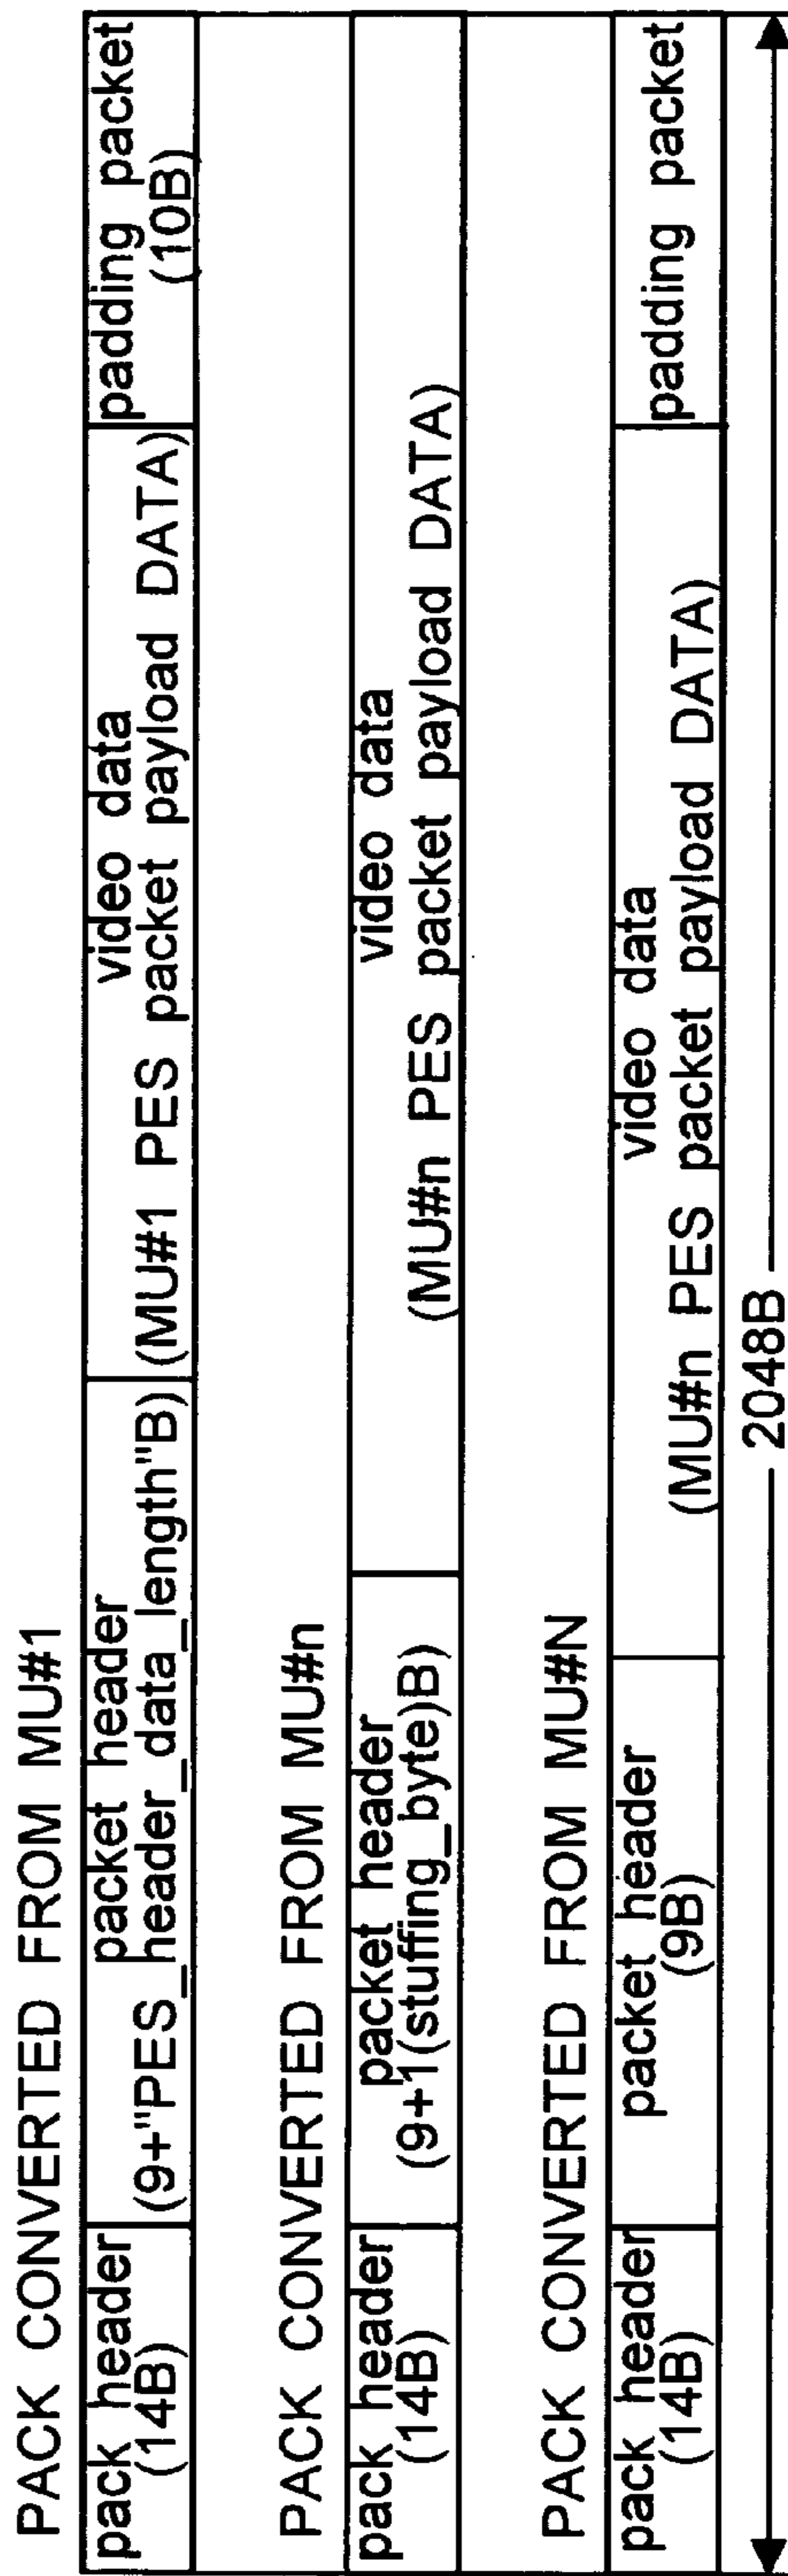 PACK CONVERTED FROM MU#1
pack header
(14B)
packet header
(9+"PES_header_data_length"B)
video data
(MU#1 PES packet payload DATA)
padding packet
(10B)
PACK CONVERTED FROM MU#n
pack header
(14B)
packet header
(9+1(stuffing_byte)B)
video data
(MU#n PES packet payload DATA)
PACK CONVERTED FROM MU#N
pack header
(14B)
packet header
(9B)
video data
(MU#n PES packet payload DATA)
padding packet
2048B